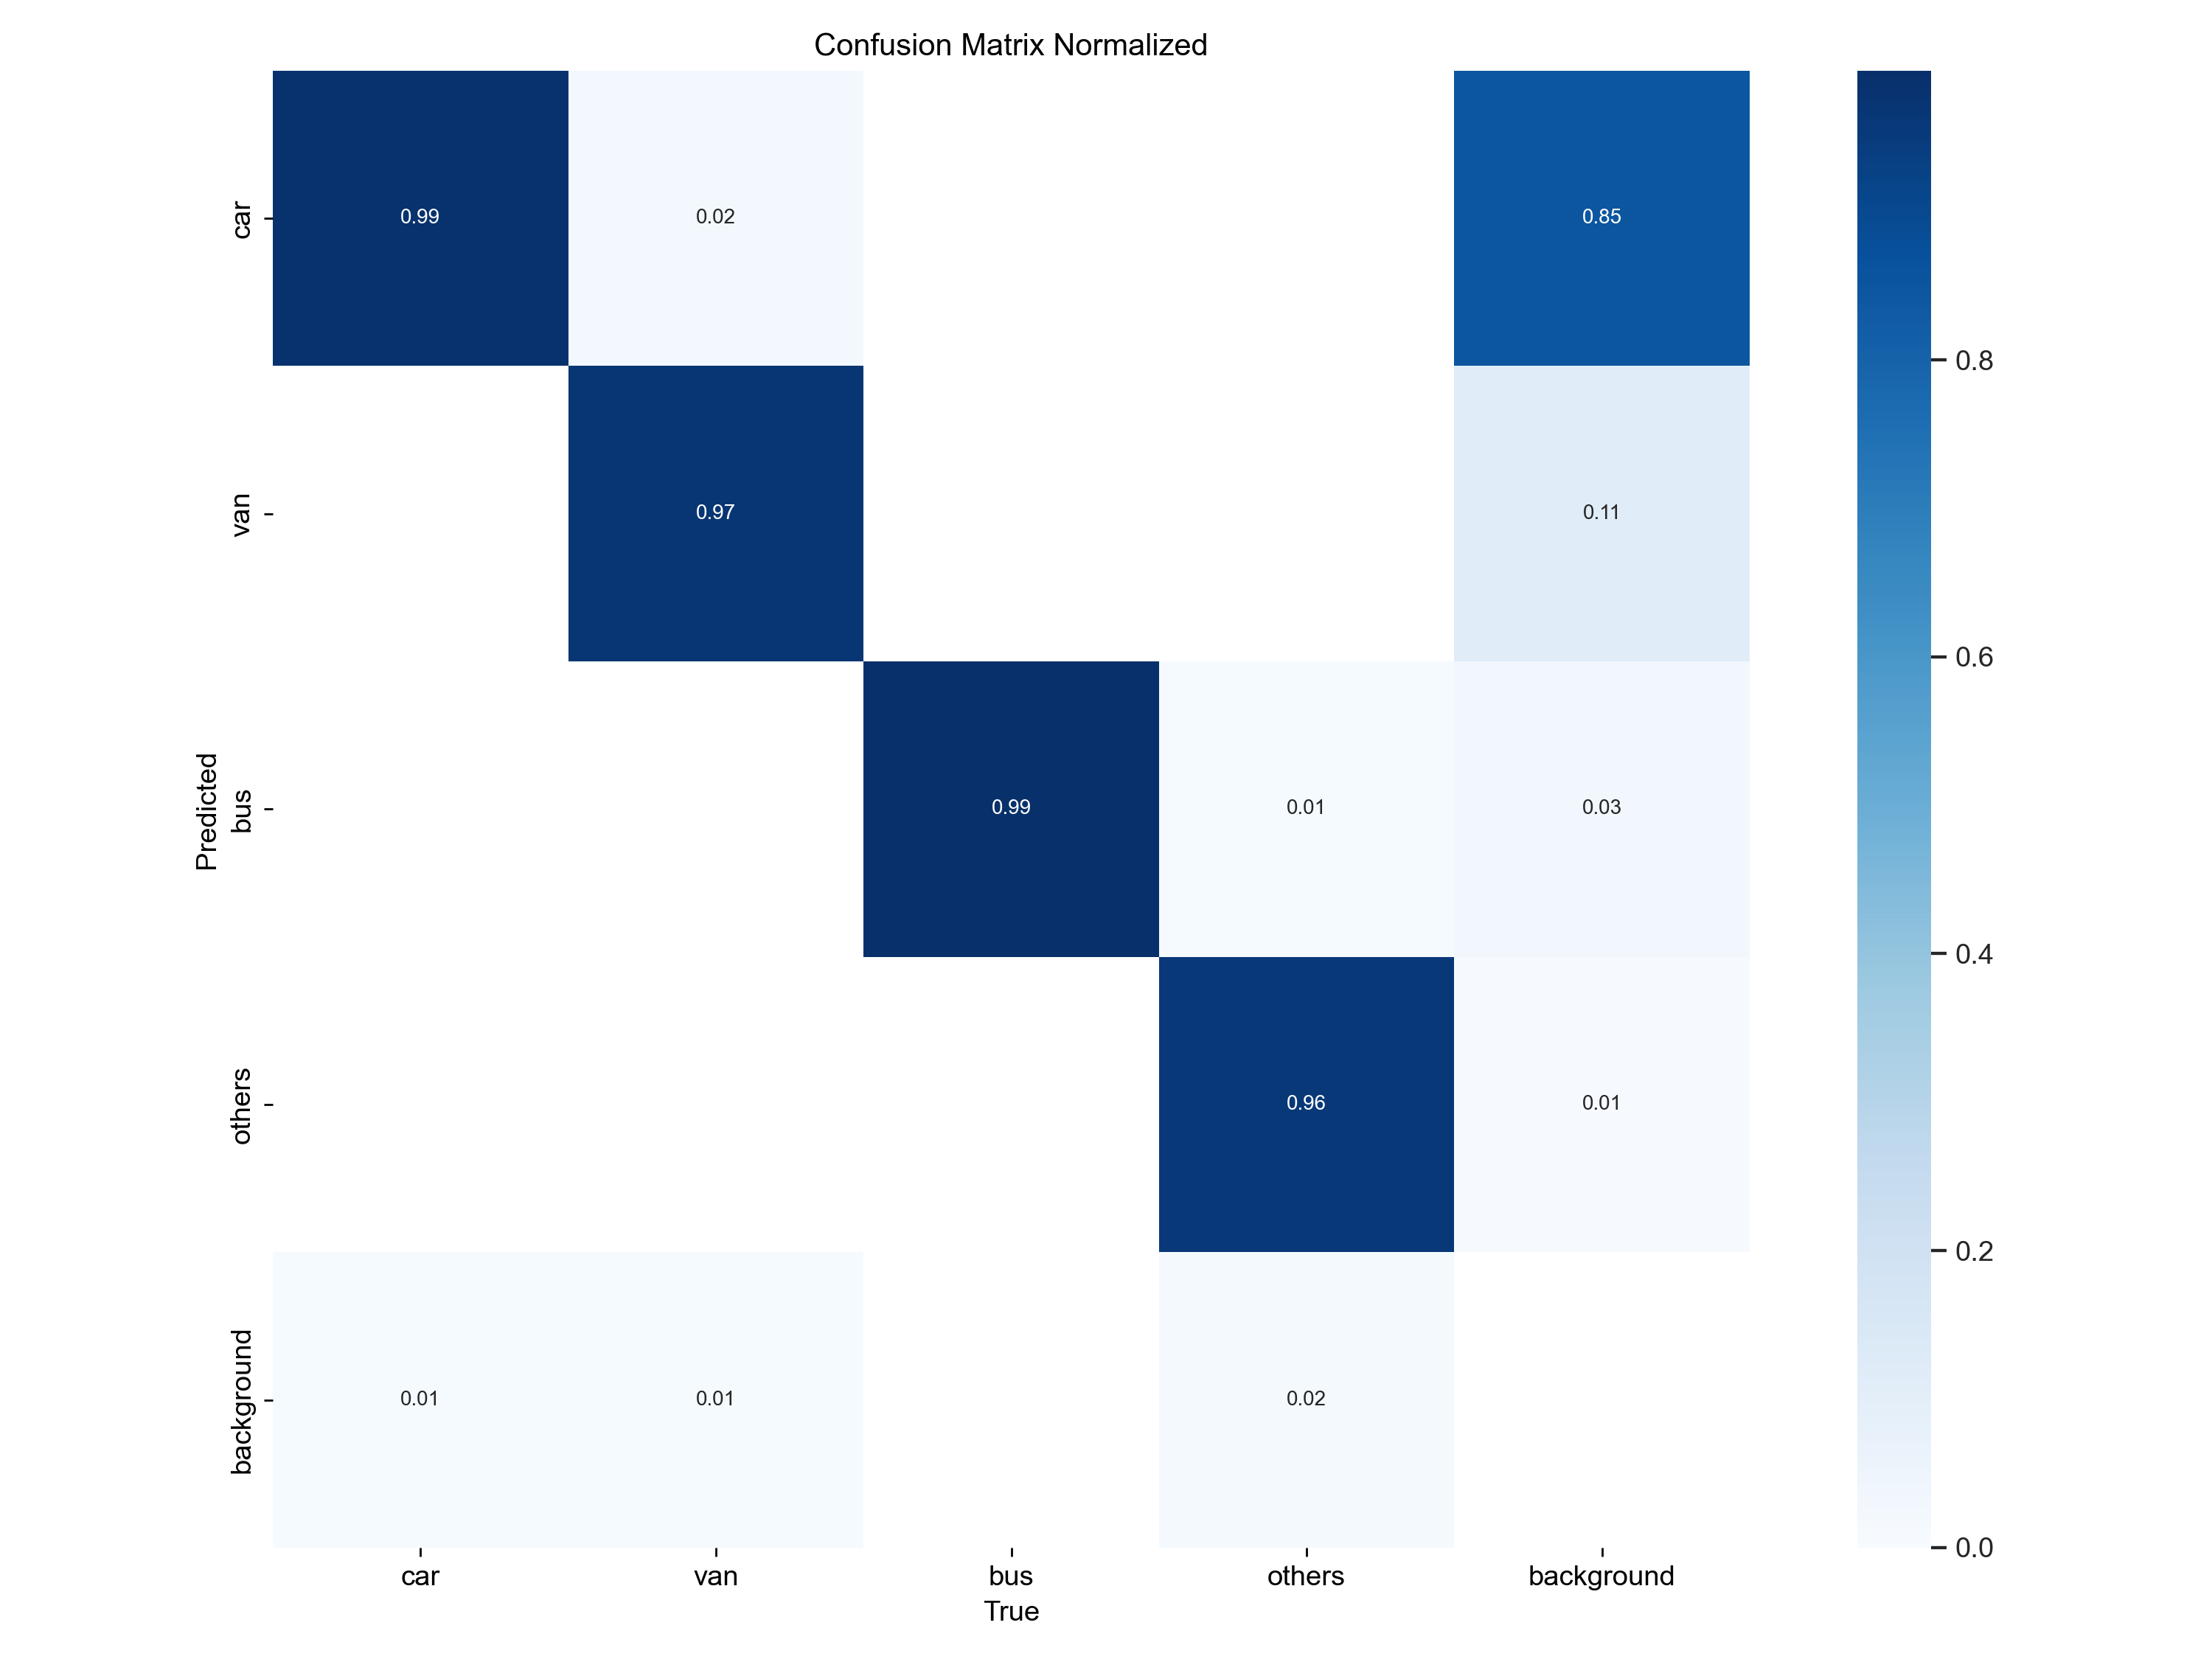 Confusion Matrix Normalized
car
0.99
0.02
0.85
0.8
van
0.97
0.11
0.6
Predicted
bus
0.99
0.01
0.03
0.4
others
0.96
0.01
0.2
background
0.01
0.01
0.02
0.0
car
van
bus
others
background
True